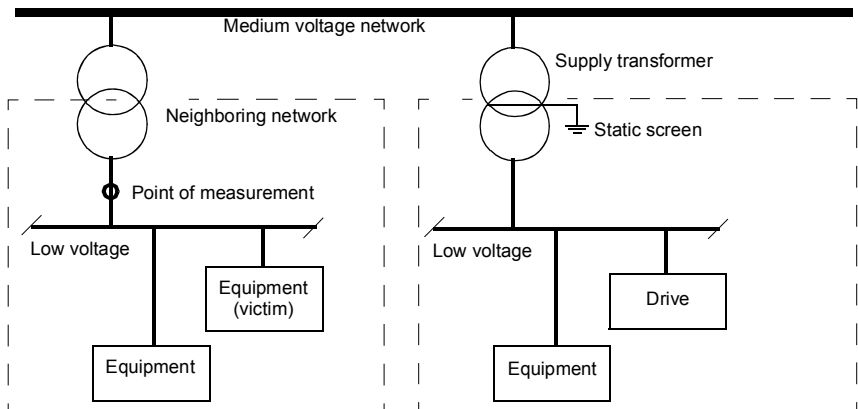 Medium voltage network
Supply transformer
Neighboring network
Static screen
Point of measurement
Low voltage
Low voltage
Equipment
(victim)
Drive
Equipment
Equipment